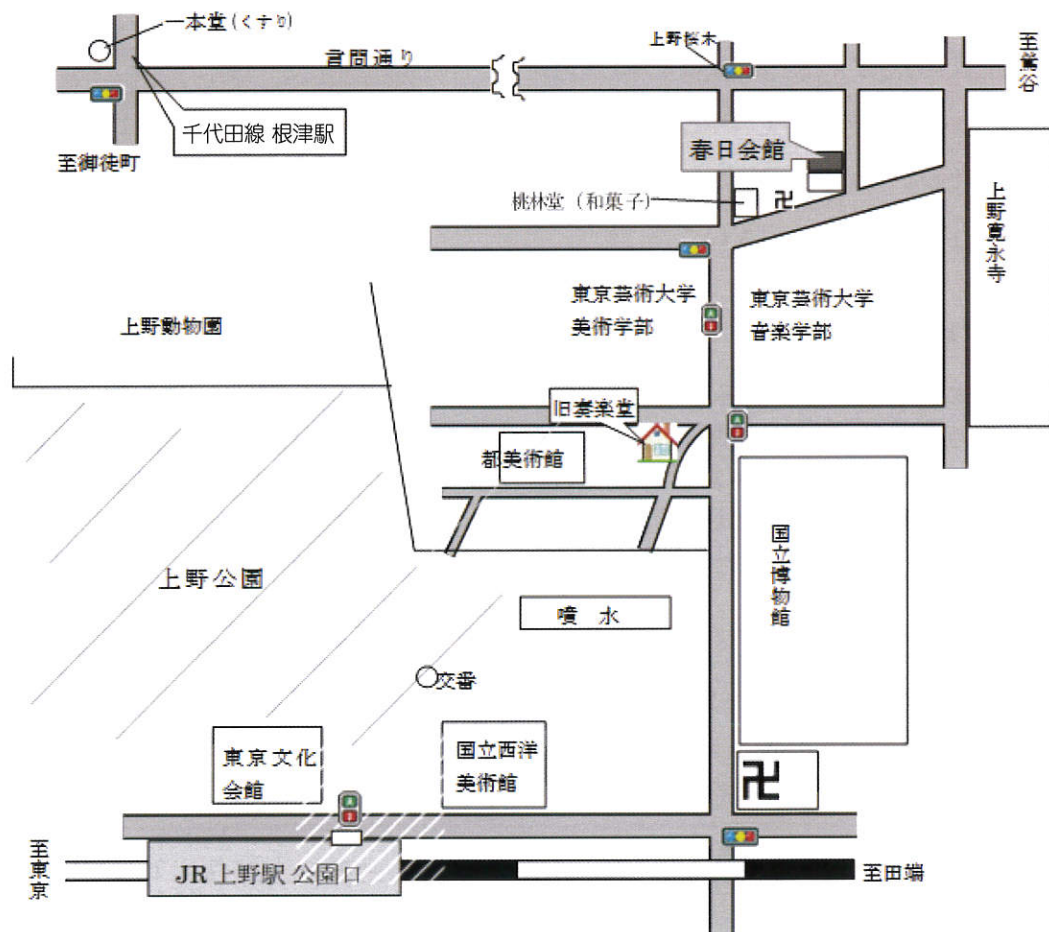 一本堂(くすり)
言問通り
上野桜木
至鶯谷
千代田線 根津駅
至御徒町
春日会館
桃林堂(和菓子)
卍
上野寛永寺
上野動物園
東京芸術大学
美術学部
東京芸術大学
音楽学部
旧奏楽堂
都美術館
上野公園
国立博物館
噴 水
交番
東京文化
会館
国立西洋
美術館
卍
至東京
JR 上野駅 公園口
至田端